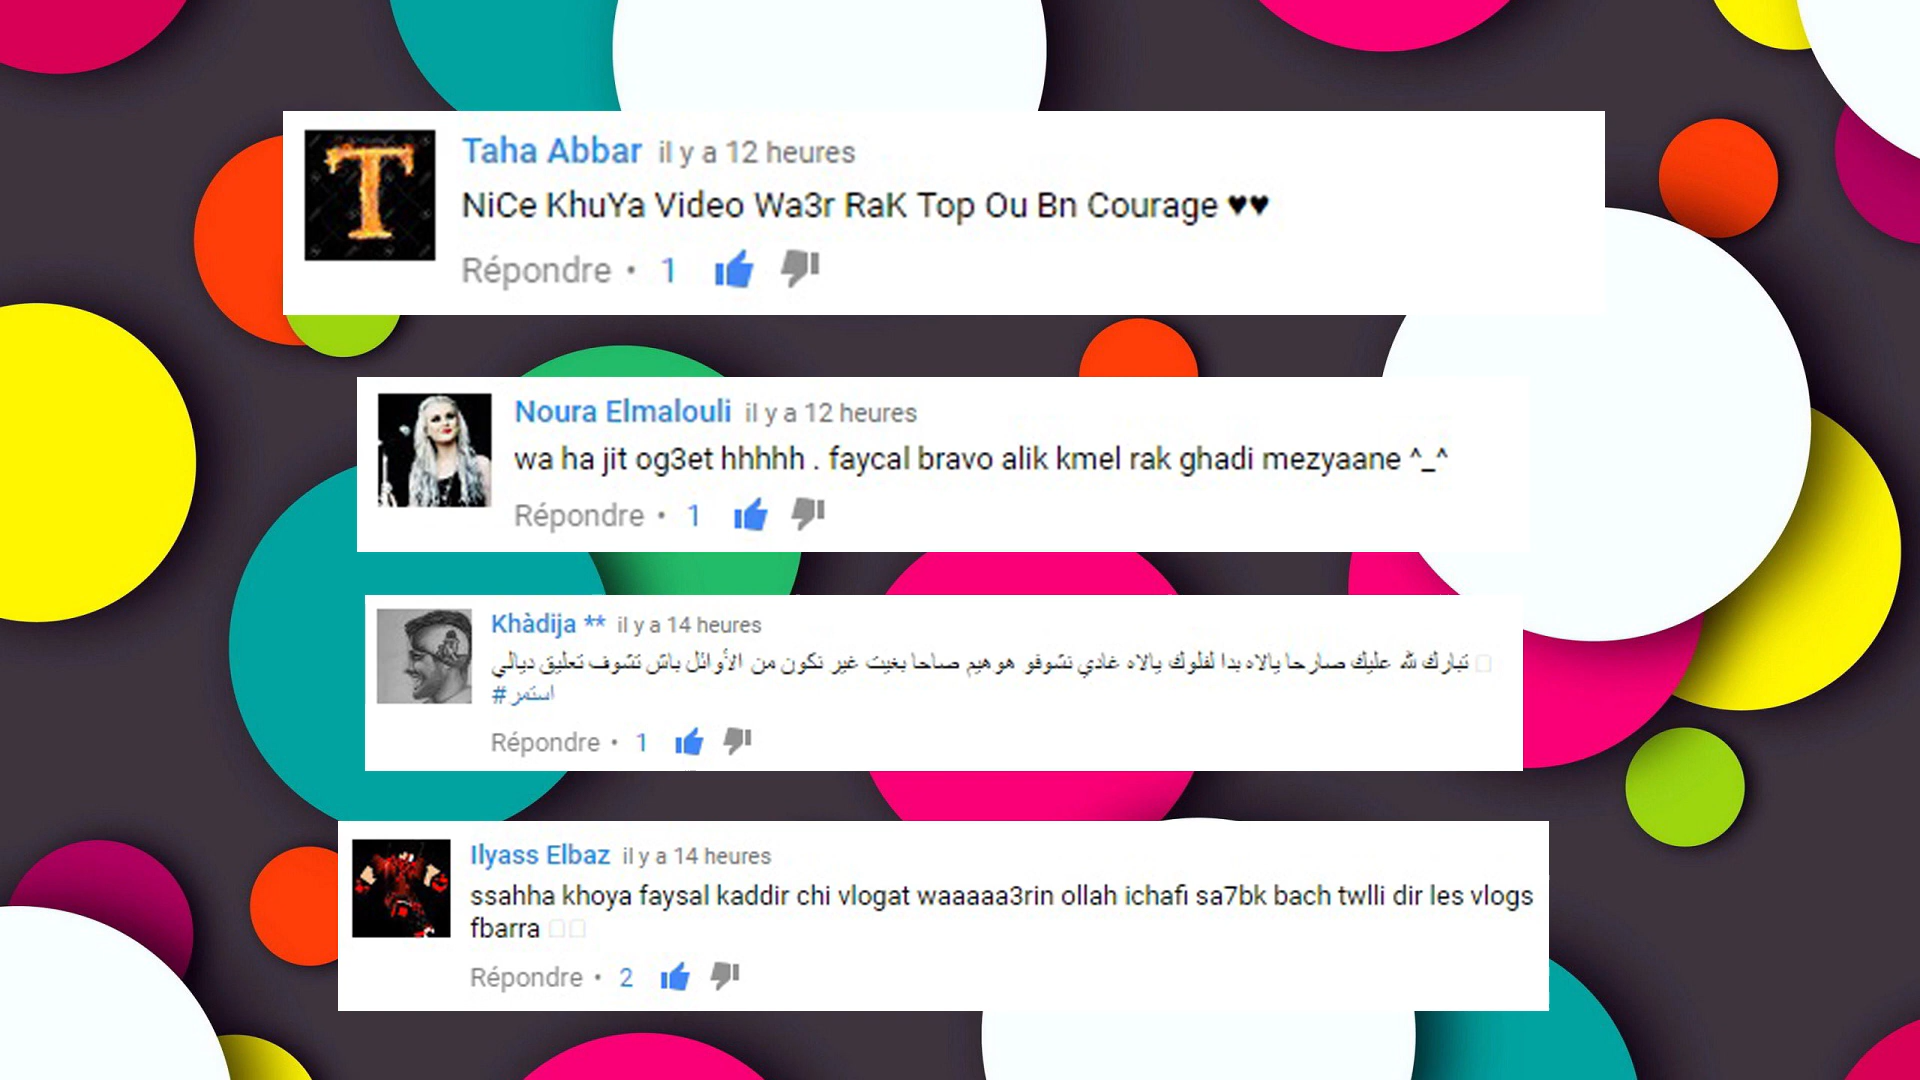 Taha Abbar il y a 12 heures
NiCe KhuYa Video Wa3r RaK Top Ou Bn Courage ♥♥
Répondre • 1
Noura Elmalouli il y a 12 heures
wa ha jit og3et hhhhh . faycal bravo alik kmel rak ghadi mezyaane ^_^
Répondre • 1
Khàdija ** il y a 14 heures
تبارك لله عليك صارحا يالاه بدا لفلوك يالاه غادي نشوفو هو هيم صاحا بغيت غير نكون من الأوائل باش تشوف تعليق ديالي
#استمر
Répondre • 1
Ilyass Elbaz il y a 14 heures
ssahha khoya faysal kaddir chi vlogat waaaaa3rin ollah ichafi sa7bk bach twlli dir les vlogs
fbarra
Répondre • 2